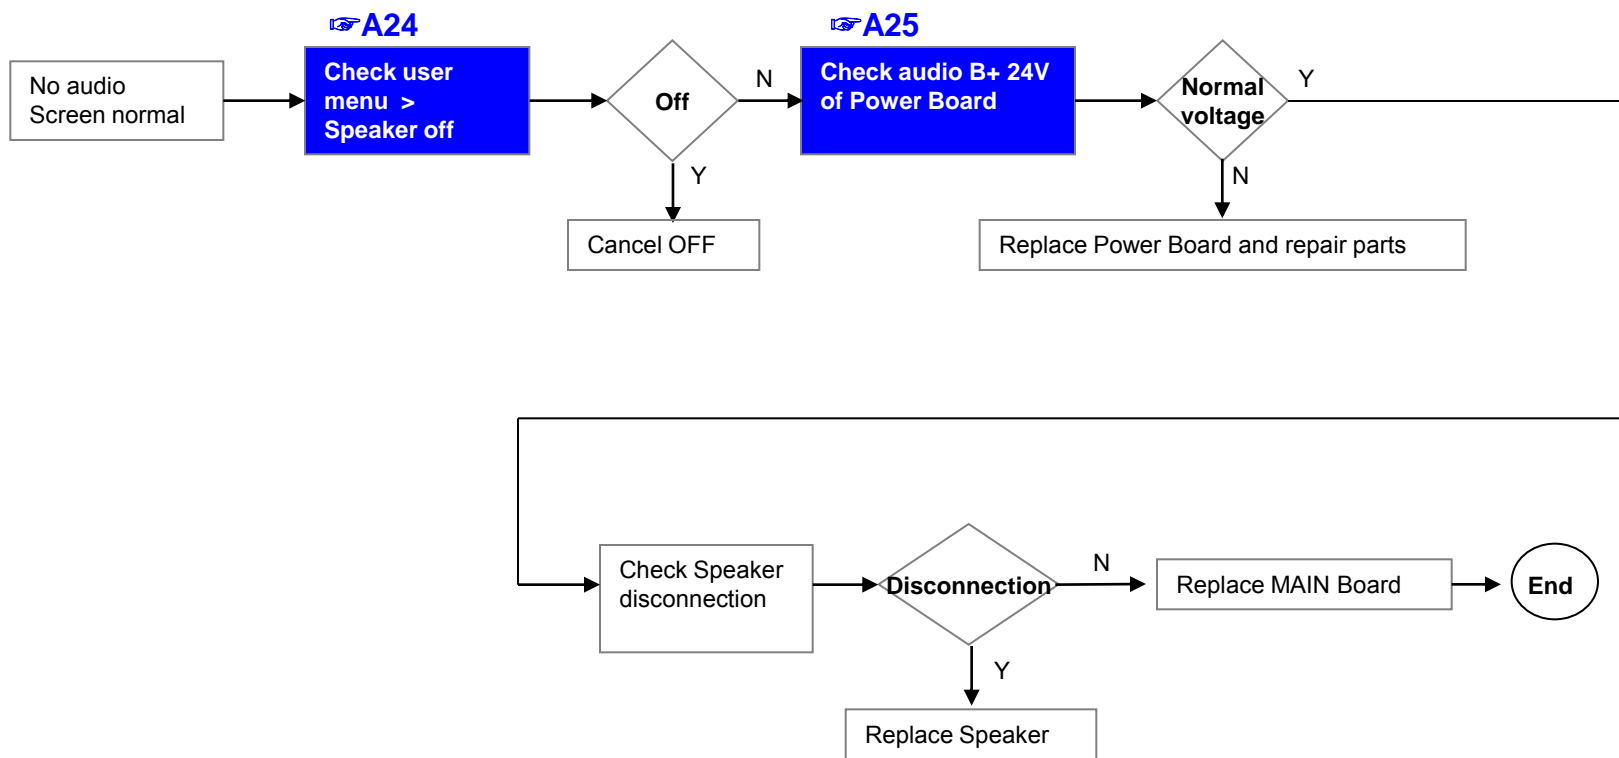 ☞A24
☞A25
No audio
Screen normal
Check user
menu >
Speaker off
Off
N
Check audio B+ 24V
of Power Board
Normal
voltage
Y
Y
N
Cancel OFF
Replace Power Board and repair parts
Check Speaker
disconnection
Disconnection
N
Replace MAIN Board
End
Y
Replace Speaker